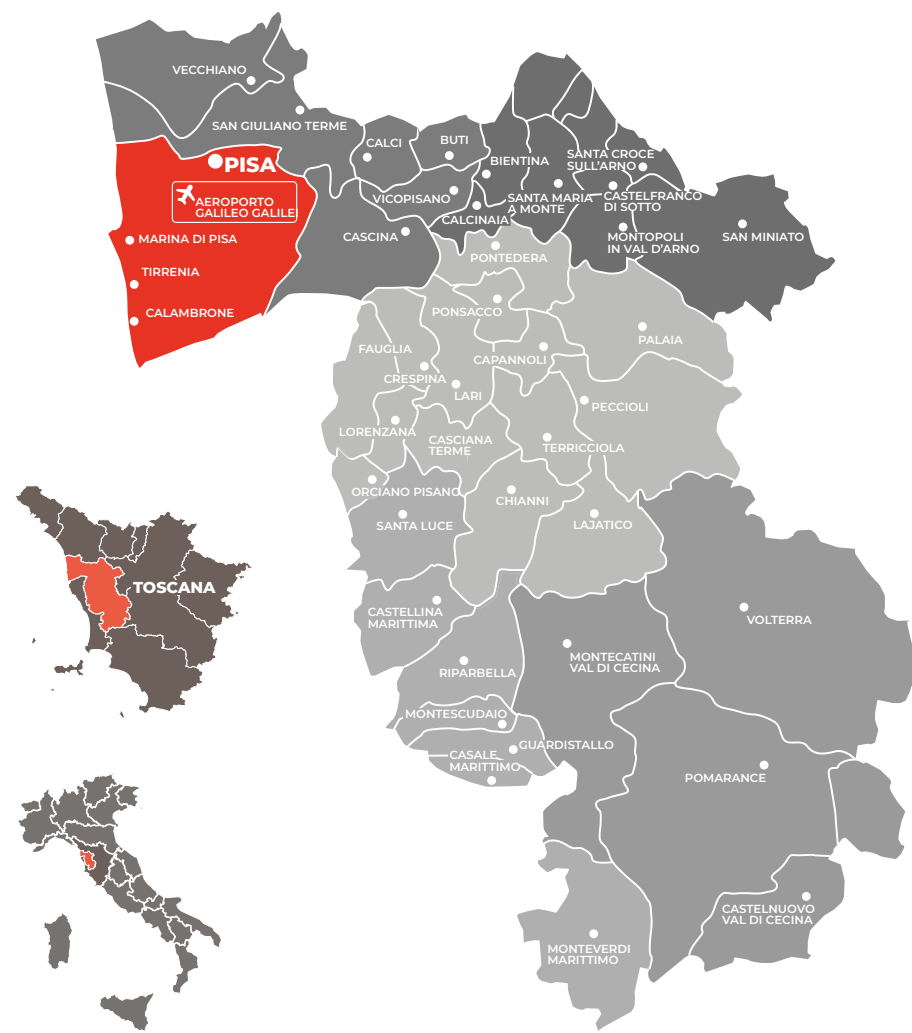 VECCHIANO
SAN GIULIANO TERME
CALCI
BUTI
PISA
BIENTINA
SANTA CROCE
SULL'ARNO
AEROPORTO
GALILEO GALILEI
VICOPISANO
SANTA MARIA
A MONTE
CASTELFRANCO
DI SOTTO
CALCINAIA
MARINA DI PISA
CASCINA
MONTOPOLI
IN VAL D'ARNO
SAN MINIATO
PONTEDERA
TIRRENIA
CALAMBRONE
PONSACCO
PALAIA
FAUGLIA
CAPANNOLI
CRESPINA
LARI
PECCIOLI
LORENZANA
CASCIANA
TERME
TERRICCIOLA
ORCIANO PISANO
CHIANNI
SANTA LUCE
LAJATICO
TOSCANA
CASTELLINA
MARITTIMA
VOLTERRA
MONTECATINI
VAL DI CECINA
RIPARBELLA
MONTESCUDAIO
GUARDISTALLO
CASALE
MARITTIMO
POMARANCE
CASTELNUOVO
VAL DI CECINA
MONTEVERDI
MARITTIMO